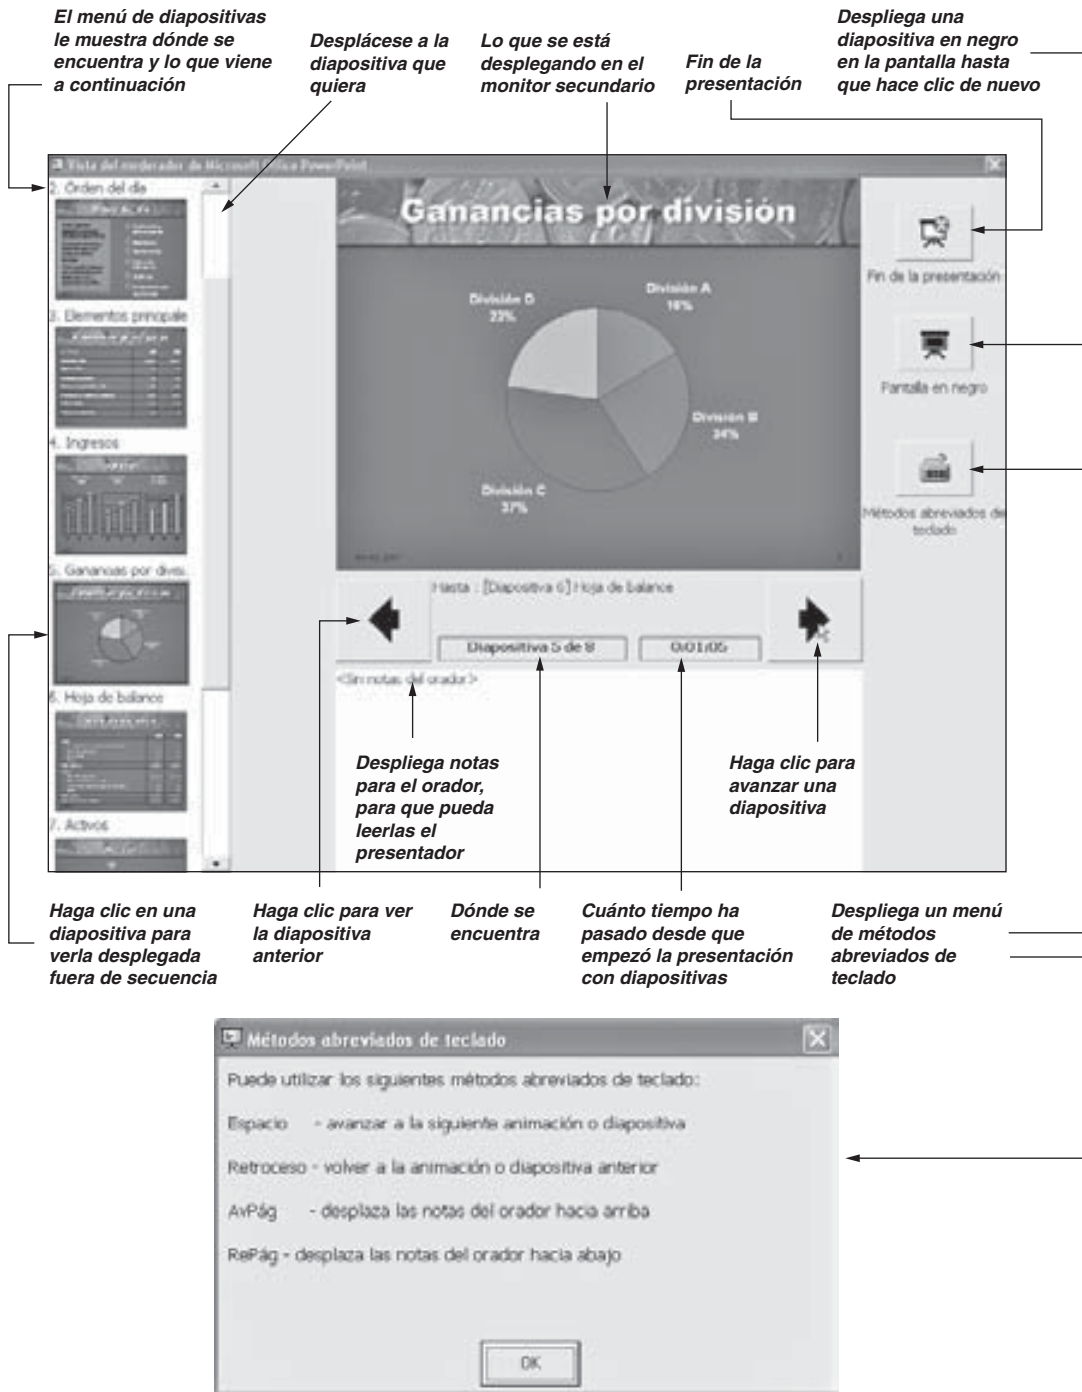 El menú de diapositivas
le muestra dónde se
encuentra y lo que viene
a continuación
Desplácese a la
diapositiva que
quiera
Lo que se está
desplegando en el
monitor secundario
Fin de la
presentación
Despliega una
diapositiva en negro
en la pantalla hasta
que hace clic de nuevo
Vista del moderador de Microsoft Office PowerPoint
2. Orden del día
3. Elementos principale
4. Ingresos
5. Ganancias por divis.
6. Hoja de balance
7. Activos
Ganancias por división
División D
23%
División A
16%
División B
24%
División C
37%
Fin de la presentación
Pantalla en negro
Métodos abreviados de
teclado
Hasta : [Diapositiva 6] Hoja de balance
Diapositiva 5 de 8
0:01:05
<Sin notas del orador>
Despliega notas
para el orador,
para que pueda
leerlas el
presentador
Haga clic para
avanzar una
diapositiva
Haga clic en una
diapositiva para
verla desplegada
fuera de secuencia
Haga clic para ver
la diapositiva
anterior
Dónde se
encuentra
Cuánto tiempo ha
pasado desde que
empezó la presentación
con diapositivas
Despliega un menú
de métodos
abreviados de
teclado
Métodos abreviados de teclado
Puede utilizar los siguientes métodos abreviados de teclado:
Espacio - avanzar a la siguiente animación o diapositiva
Retroceso - volver a la animación o diapositiva anterior
AvPág - desplaza las notas del orador hacia arriba
RePág - desplaza las notas del orador hacia abajo
OK